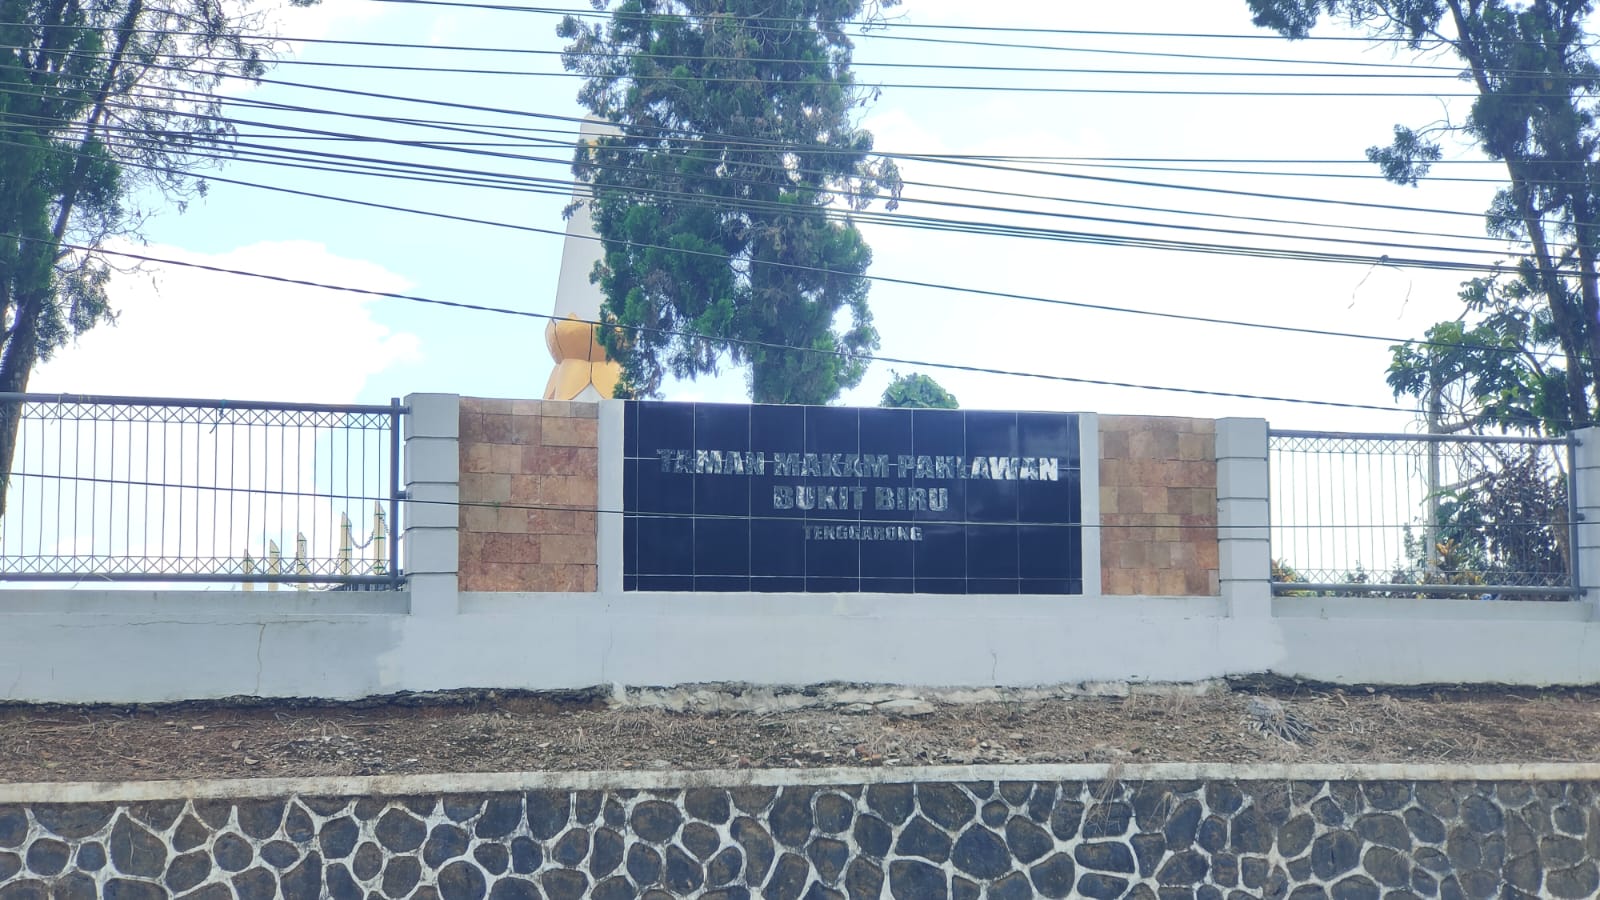 TAMAN MAKAM PAHLAWAN
BUKIT BIRU
TENGGARONG